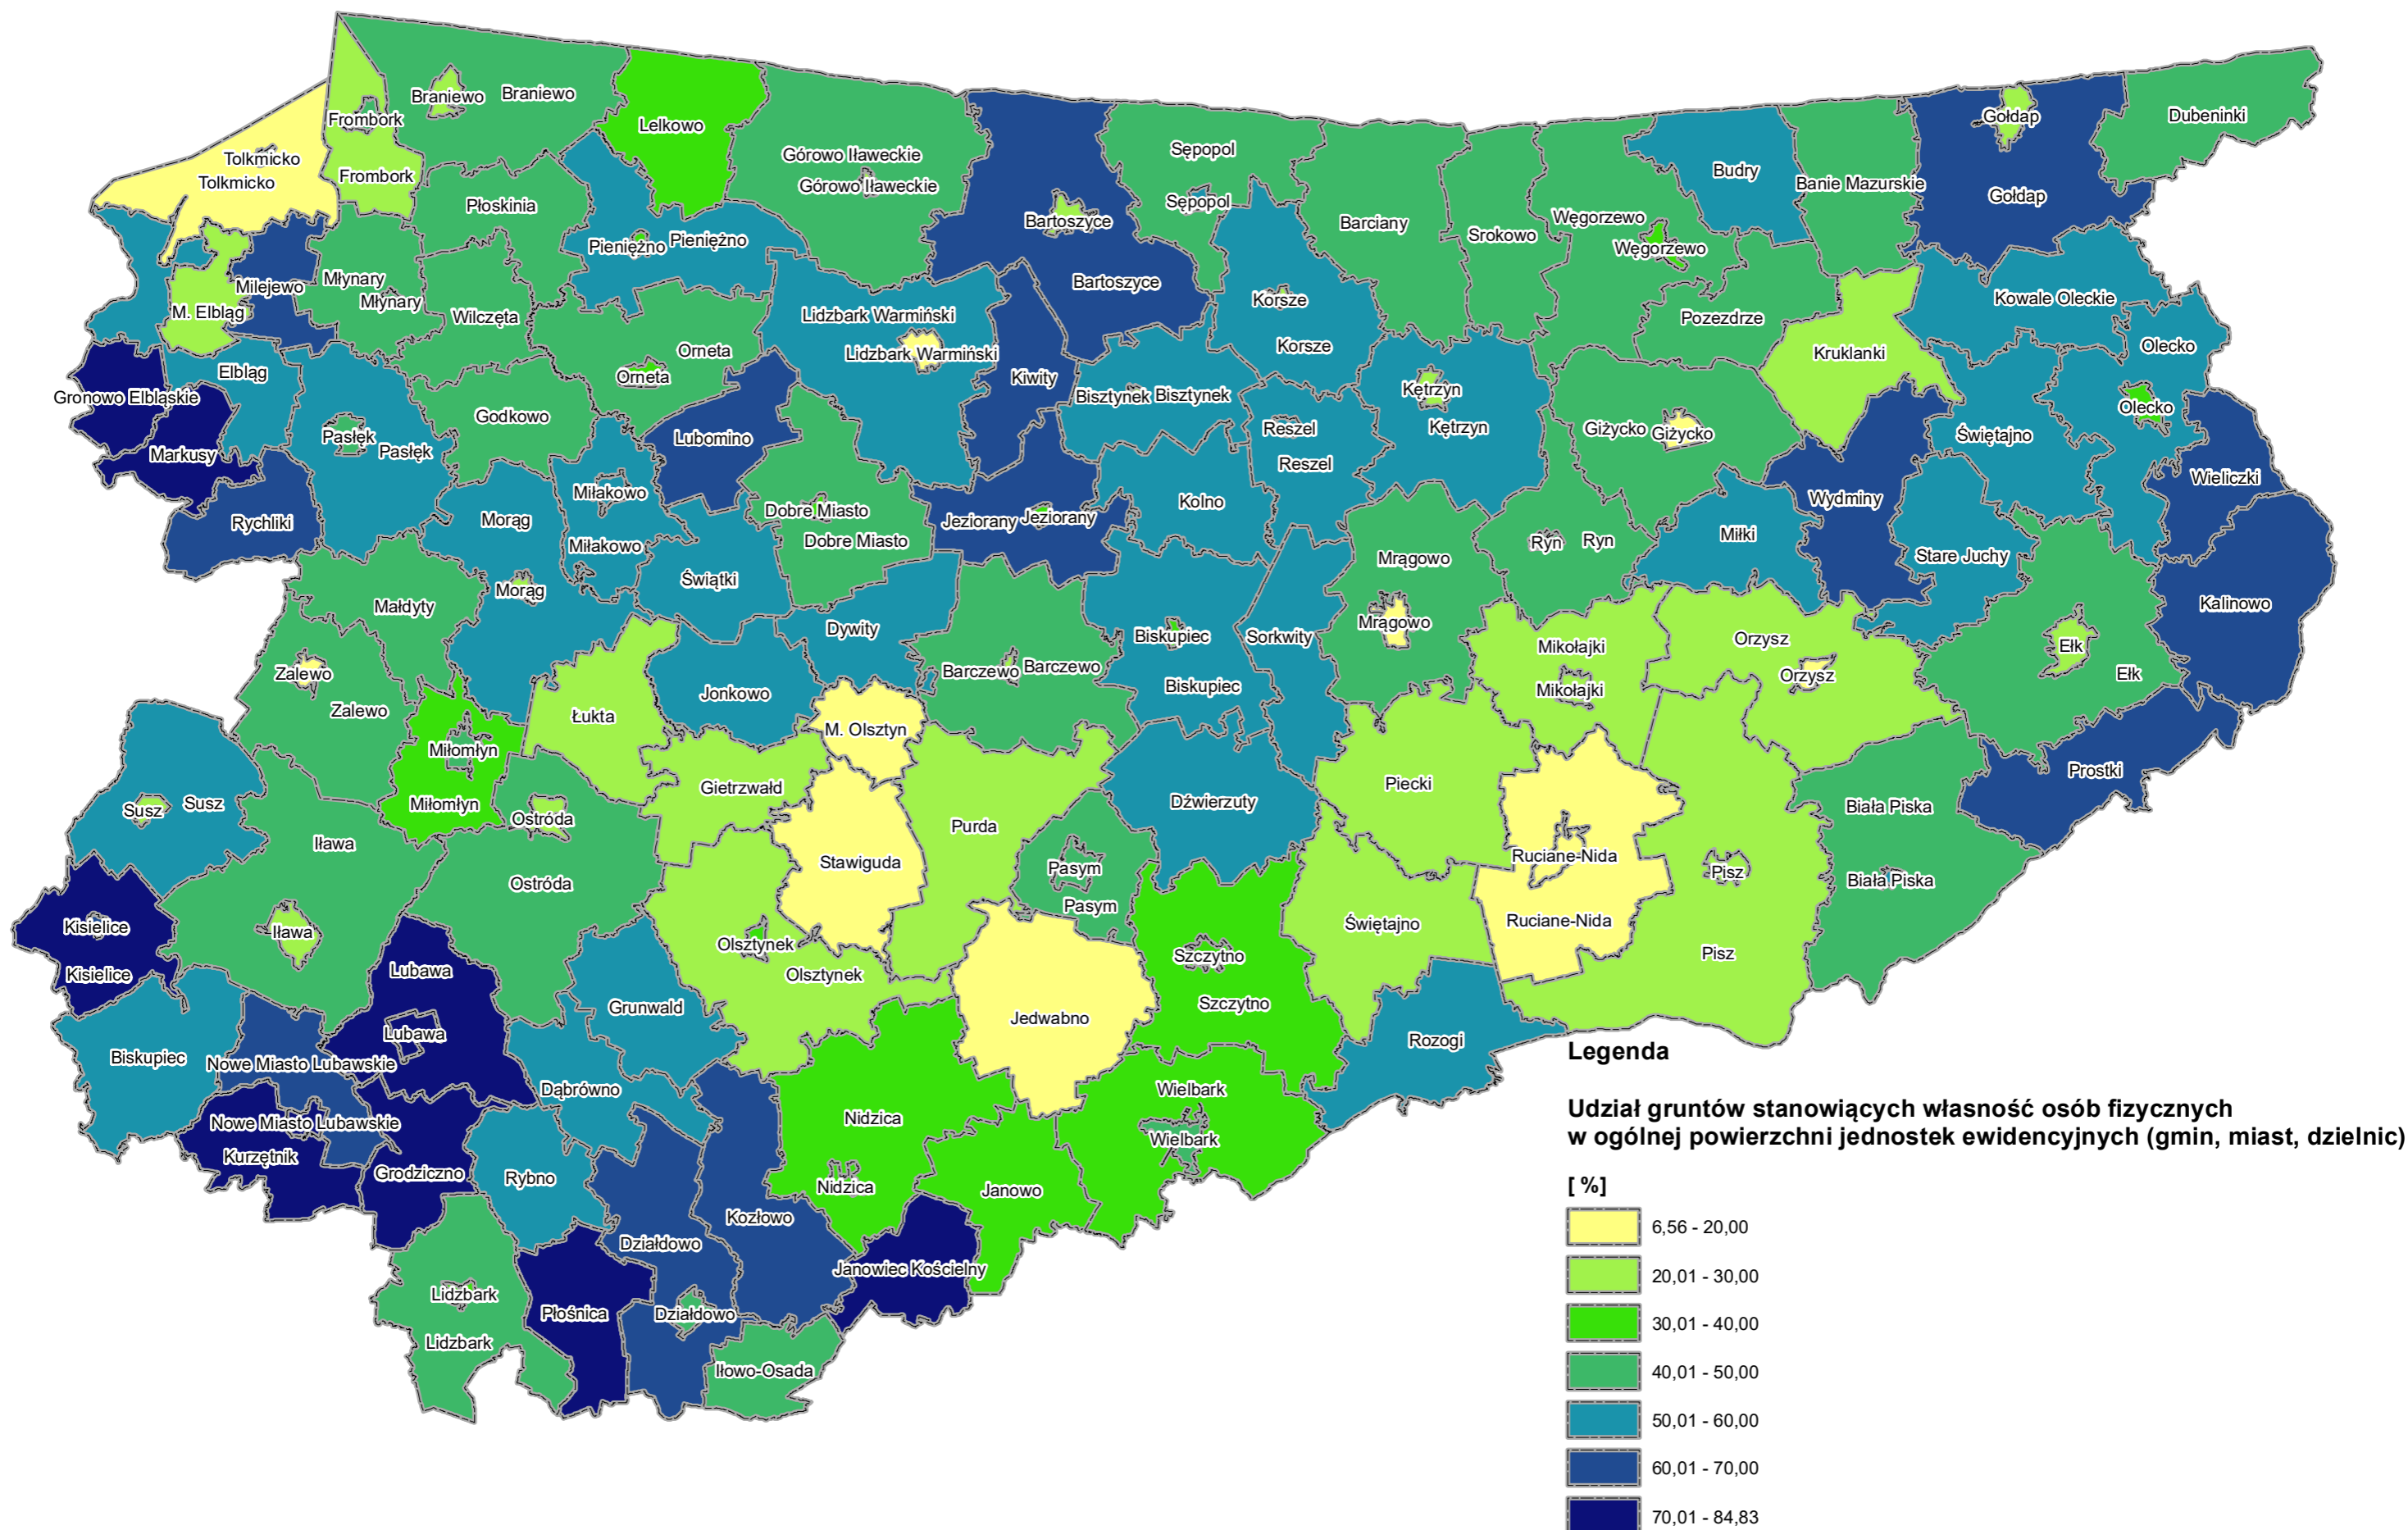 Braniewo
Braniewo
Frombork
Lelkowo
Tolkmicko
Tolkmicko
Frombork
Górowo Iławeckie
Górowo Iławeckie
Sępopol
Sępopol
Bartoszyce
Bartoszyce
Barciany
Srokowo
Węgorzewo
Węgorzewo
Budry
Banie Mazurskie
Gołdap
Gołdap
Dubeninki
Płoskinia
Pieniężno
Pieniężno
Młynary
Młynary
Milejewo
M. Elbląg
Wilczęta
Lidzbark Warmiński
Lidzbark Warmiński
Korsze
Korsze
Pozezdrze
Kowale Oleckie
Kruklanki
Olecko
Olecko
Orneta
Orneta
Elbląg
Gronowo Elbląskie
Markusy
Godkowo
Kiwity
Bisztynek
Bisztynek
Kętrzyn
Kętrzyn
Giżycko
Giżycko
Świętajno
Pasłęk
Pasłęk
Lubomino
Reszel
Reszel
Wieliczki
Wydminy
Rychliki
Morąg
Morąg
Miłakowo
Miłakowo
Dobre Miasto
Dobre Miasto
Jeziorany
Jeziorany
Kolno
Mrągowo
Mrągowo
Ryn
Ryn
Miłki
Stare Juchy
Kalinowo
Świątki
Małdyty
Dywity
Biskupiec
Biskupiec
Sorkwity
Mikołajki
Mikołajki
Orzysz
Orzysz
Ełk
Ełk
Zalewo
Zalewo
Łukta
Jonkowo
Barczewo
Barczewo
M. Olsztyn
Miłomłyn
Miłomłyn
Gietrzwałd
Purda
Dźwierzuty
Piecki
Prostki
Biała Piska
Biała Piska
Susz
Susz
Iława
Iława
Ostróda
Ostróda
Stawiguda
Pasym
Pasym
Ruciane-Nida
Ruciane-Nida
Pisz
Pisz
Kisielice
Kisielice
Olsztynek
Olsztynek
Świętajno
Szczytno
Szczytno
Lubawa
Lubawa
Grunwald
Jedwabno
Rozogi
Biskupiec
Nowe Miasto Lubawskie
Nowe Miasto Lubawskie
Dąbrówno
Nidzica
Nidzica
Wielbark
Wielbark
Kurzętnik
Grodziczno
Rybno
Janowo
Kozłowo
Działdowo
Działdowo
Janowiec Kościelny
Lidzbark
Lidzbark
Płośnica
Iłowo-Osada
Legenda
Udział gruntów stanowiących własność osób fizycznych
w ogólnej powierzchni jednostek ewidencyjnych (gmin, miast, dzielnic)
[ %]
6,56 - 20,00
20,01 - 30,00
30,01 - 40,00
40,01 - 50,00
50,01 - 60,00
60,01 - 70,00
70,01 - 84,83